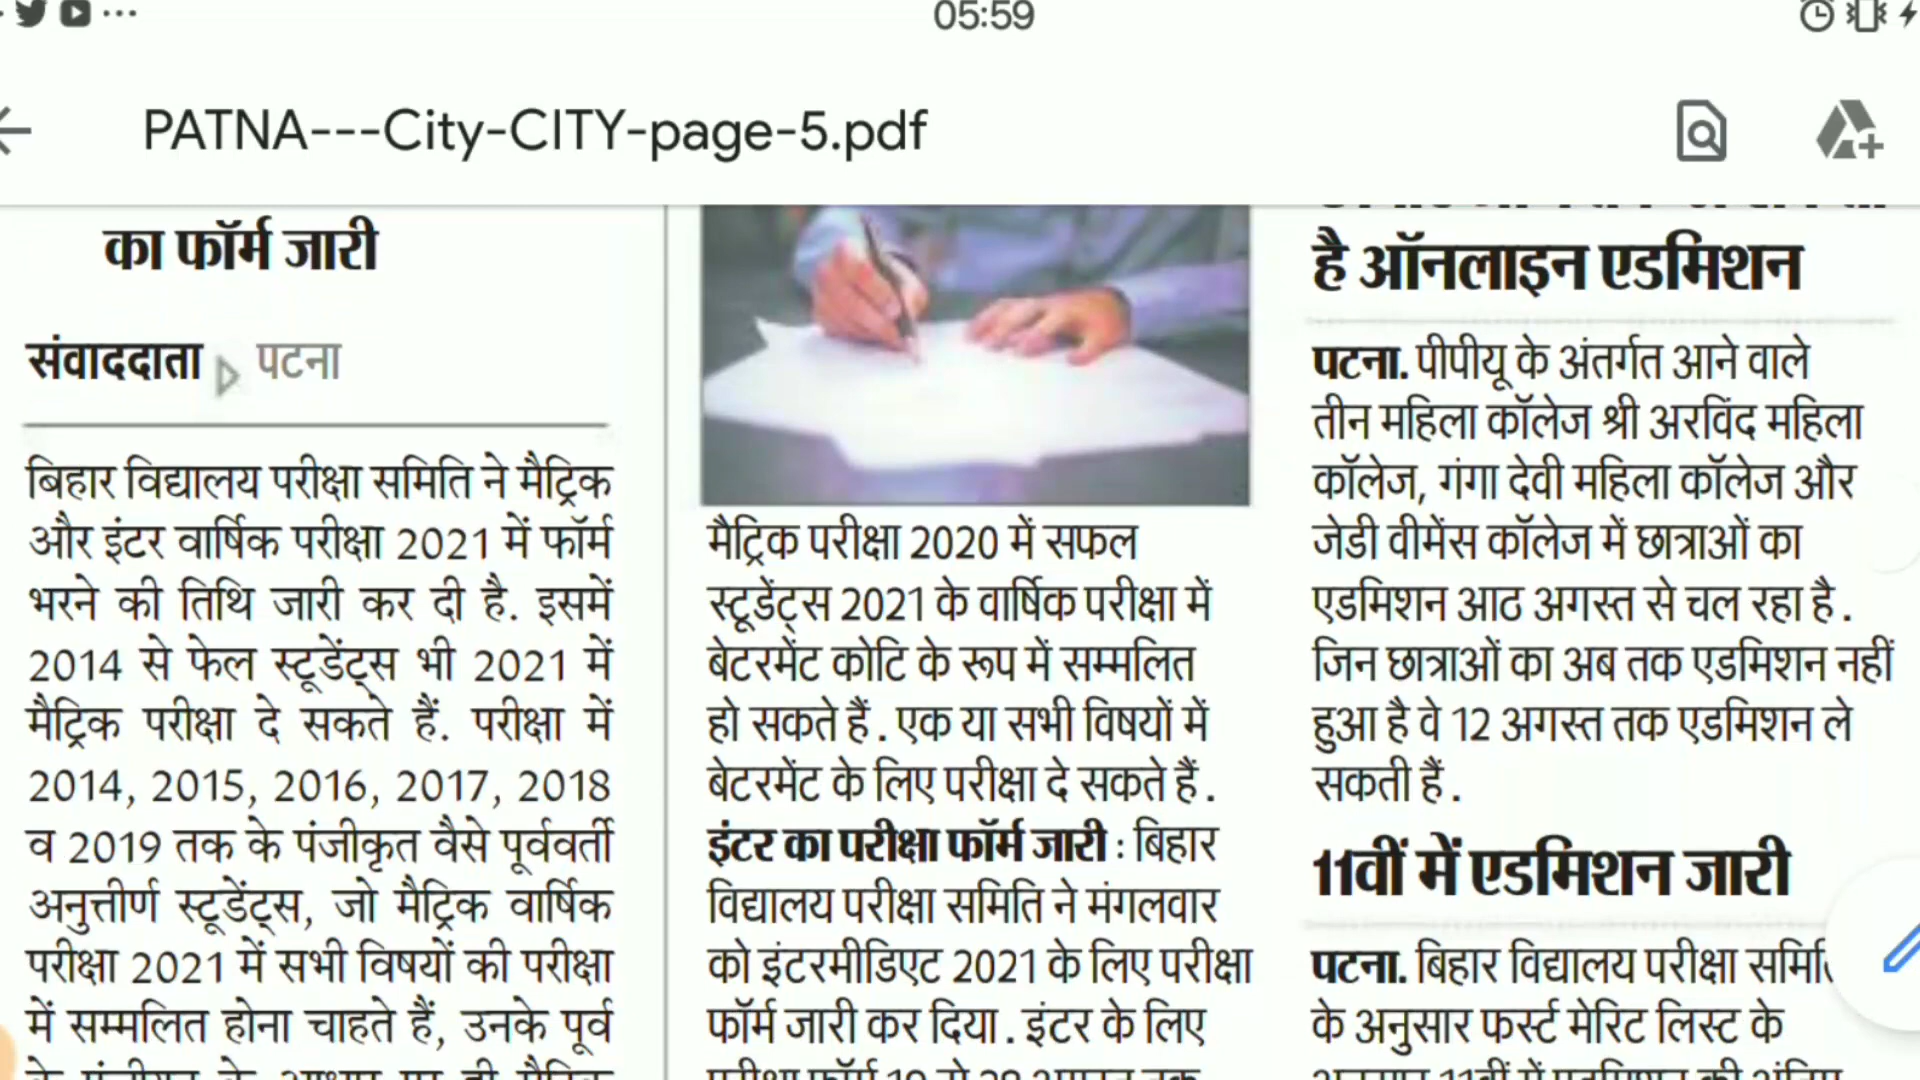 05:59
PATNA---City-CITY-page-5.pdf
का फॉर्म जारी
संवाददाता पटना
बिहार विद्यालय परीक्षा समिति ने मैट्रिक
और इंटर वार्षिक परीक्षा 2021 में फॉर्म
भरने की तिथि जारी कर दी है. इसमें
2014 से फेल स्टूडेंट्स भी 2021 में
मैट्रिक परीक्षा दे सकते हैं. परीक्षा में
2014, 2015, 2016, 2017, 2018
व 2019 तक के पंजीकृत वैसे पूर्ववर्ती
अनुत्तीर्ण स्टूडेंट्स, जो मैट्रिक वार्षिक
परीक्षा 2021 में सभी विषयों की परीक्षा
में सम्मलित होना चाहते हैं, उनके पूर्व
मैट्रिक परीक्षा 2020 में सफल
स्टूडेंट्स 2021 के वार्षिक परीक्षा में
बेटरमेंट कोटि के रूप में सम्मलित
हो सकते हैं. एक या सभी विषयों में
बेटरमेंट के लिए परीक्षा दे सकते हैं.
इंटर का परीक्षा फॉर्म जारी : बिहार
विद्यालय परीक्षा समिति ने मंगलवार
को इंटरमीडिएट 2021 के लिए परीक्षा
फॉर्म जारी कर दिया. इंटर के लिए
है ऑनलाइन एडमिशन
पटना. पीपीयू के अंतर्गत आने वाले
तीन महिला कॉलेज श्री अरविंद महिला
कॉलेज, गंगा देवी महिला कॉलेज और
जेडी वीमेंस कॉलेज में छात्राओं का
एडमिशन आठ अगस्त से चल रहा है.
जिन छात्राओं का अब तक एडमिशन नहीं
हुआ है वे 12 अगस्त तक एडमिशन ले
सकती हैं.
11वीं में एडमिशन जारी
पटना. बिहार विद्यालय परीक्षा समिति
के अनुसार फर्स्ट मेरिट लिस्ट के